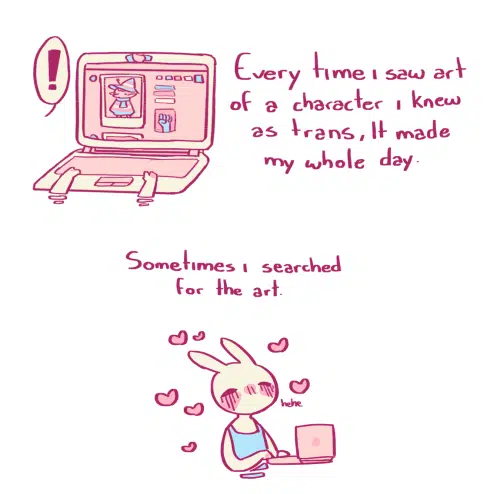 !
Every time i saw art
of a character i knew
as trans, It made
my whole day.
Sometimes i searched
for the art.
hehe